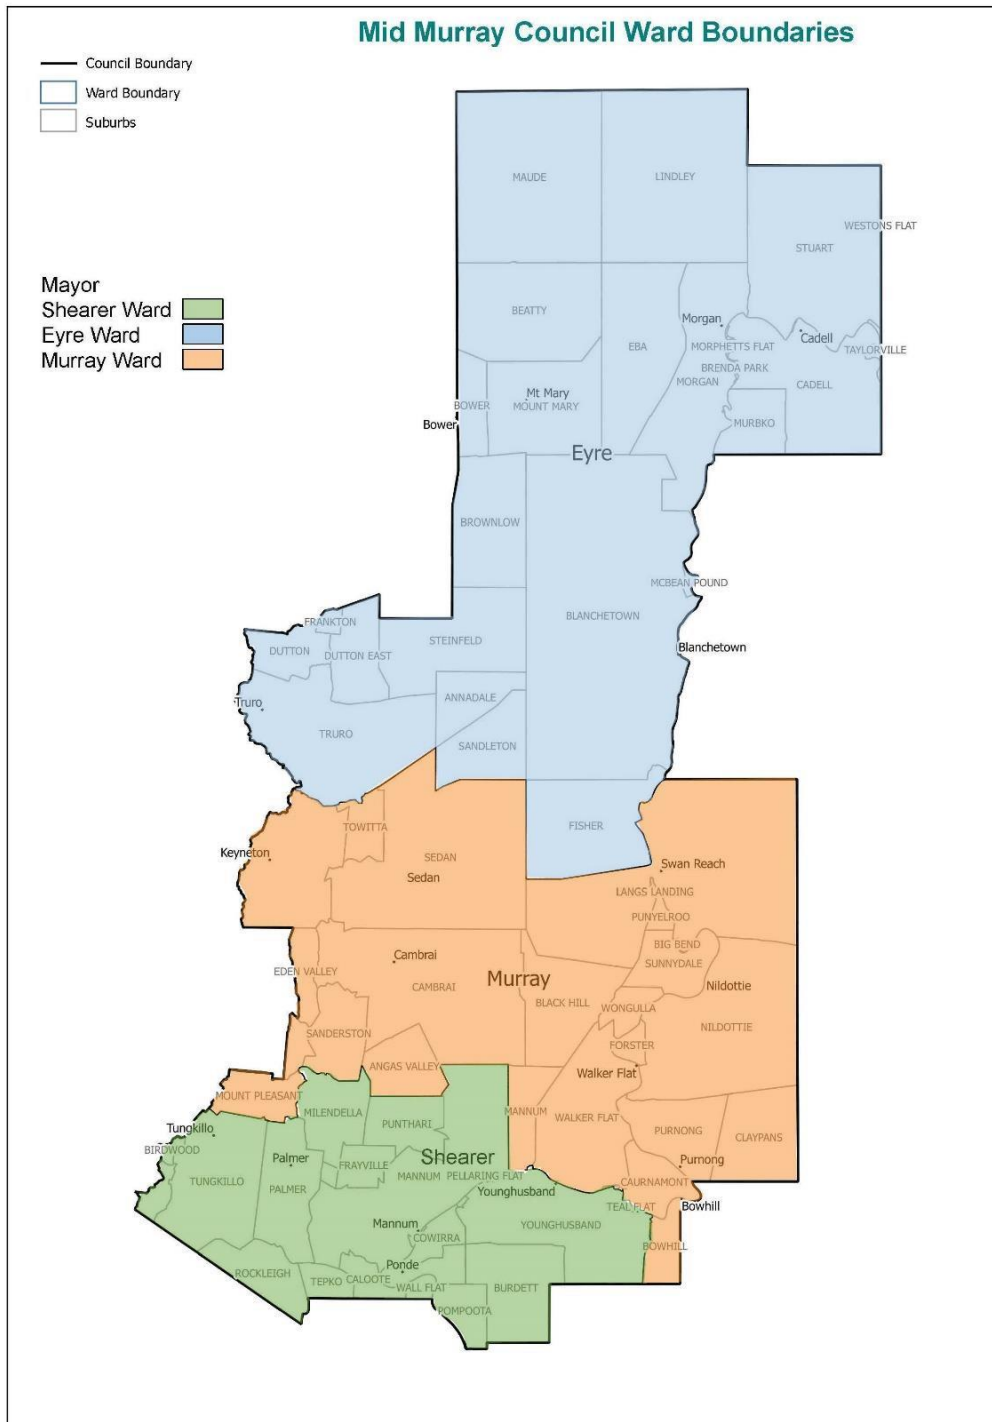 Mid Murray Council Ward Boundaries
Council Boundary
Ward Boundary
Suburbs
Mayor
Shearer Ward
Eyre Ward
Murray Ward
MAUDE
LINDLEY
WESTONS FLAT
STUART
BEATTY
Morgan
Cadell
EBA
MORPHETTS FLAT
TAYLORVILLE
BRENDA PARK
MORGAN
CADELL
Mt Mary
BOWER
MOUNT MARY
Bower
MURBKO
Eyre
BROWNLOW
MCBEAN POUND
BLANCHETOWN
FRANKTON
STEINFELD
DUTTON
DUTTON EAST
Blanchetown
ANNADALE
Truro
TRURO
SANDLETON
FISHER
TOWITTA
Keyneton
SEDAN
Swan Reach
Sedan
LANGS LANDING
PUNYELROO
BIG BEND
Cambrai
SUNNYDALE
EDEN VALLEY
Murray
CAMBRAI
Nildottie
BLACK HILL
WONGULLA
NILDOTTIE
SANDERSTON
FORSTER
ANGAS VALLEY
Walker Flat
MOUNT PLEASANT
MILENDELLA
MANNUM
WALKER FLAT
PUNTHARI
Tungkillo
PURNONG
CLAYPANS
BIRDWOOD
Palmer
Shearer
FRAYVILLE
Purnong
TUNGKILLO
MANNUM
PELLARING FLAT
PALMER
CAURNAMONT
Younghusband
TEAL FLAT
Bowhill
Mannum
YOUNGHUSBAND
COWIRRA
BOWHILL
Ponde
ROCKLEIGH
TEPKO
CALOOTE
WALL FLAT
BURDETT
POMPOOTA